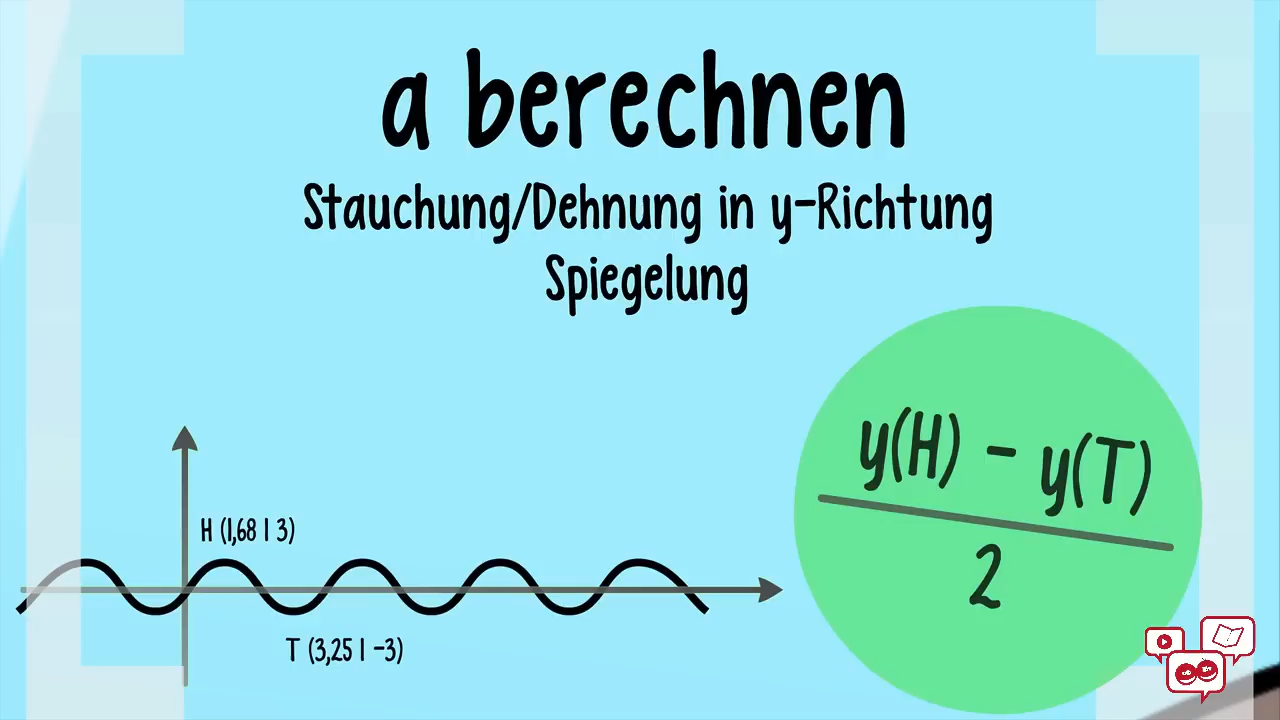 a berechnen
Stauchung/Dehnung in y-Richtung
Spiegelung
y(H) - y(T)
2
H (1,68 | 3)
T (3,25 | -3)